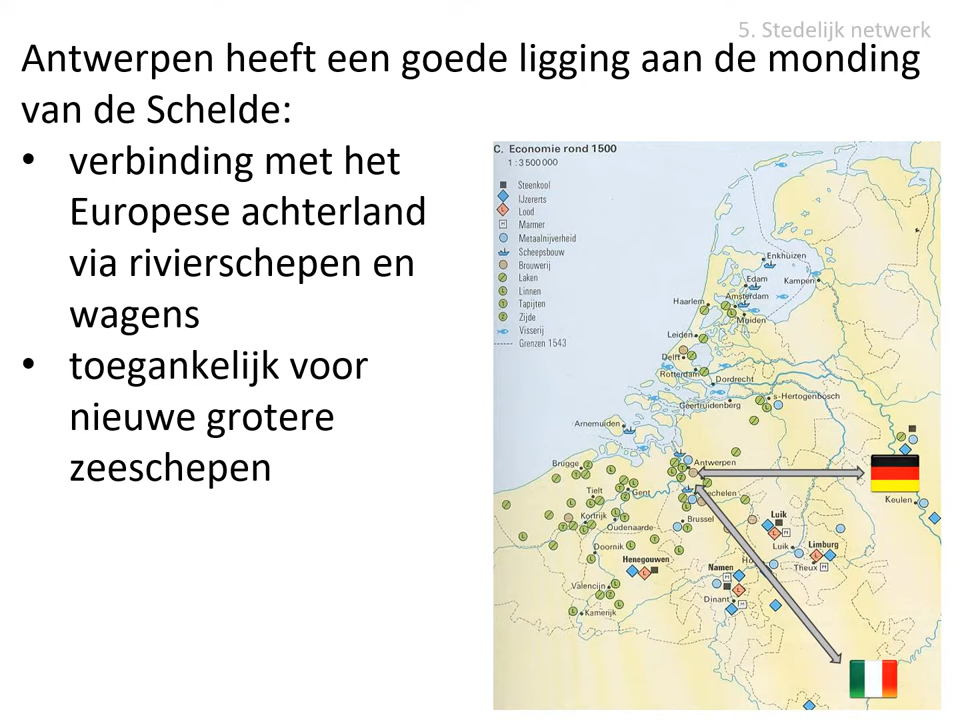 5. Stedelijk netwerk
Antwerpen heeft een goede ligging aan de monding
van de Schelde:
• verbinding met het
Europese achterland
via rivierschepen en
wagens
• toegankelijk voor
nieuwe grotere
zeeschepen
C. Economie rond 1500
1 : 3 500 000
Steenkool
IJzererts
Lood
Marmer
Metaalnijverheid
Scheepsbouw
Brouwerij
Laken
Linnen
Tapijten
Zijde
Visserij
Grenzen 1543
Enkhuizen
Edam
Kampen
Amsterdam
Haarlem
Muiden
Leiden
Delft
Rotterdam
Dordrecht
Geertruidenberg
s-Hertogenbosch
Arnemuiden
Brugge
Antwerpen
Tielt
Gent
echelen
Keulen
Kortrijk
Oudenaarde
Brussel
Luik
Doornik
Luik
Limburg
Henegouwen
Namen
Theux
Valencijn
Dinant
Kamerijk